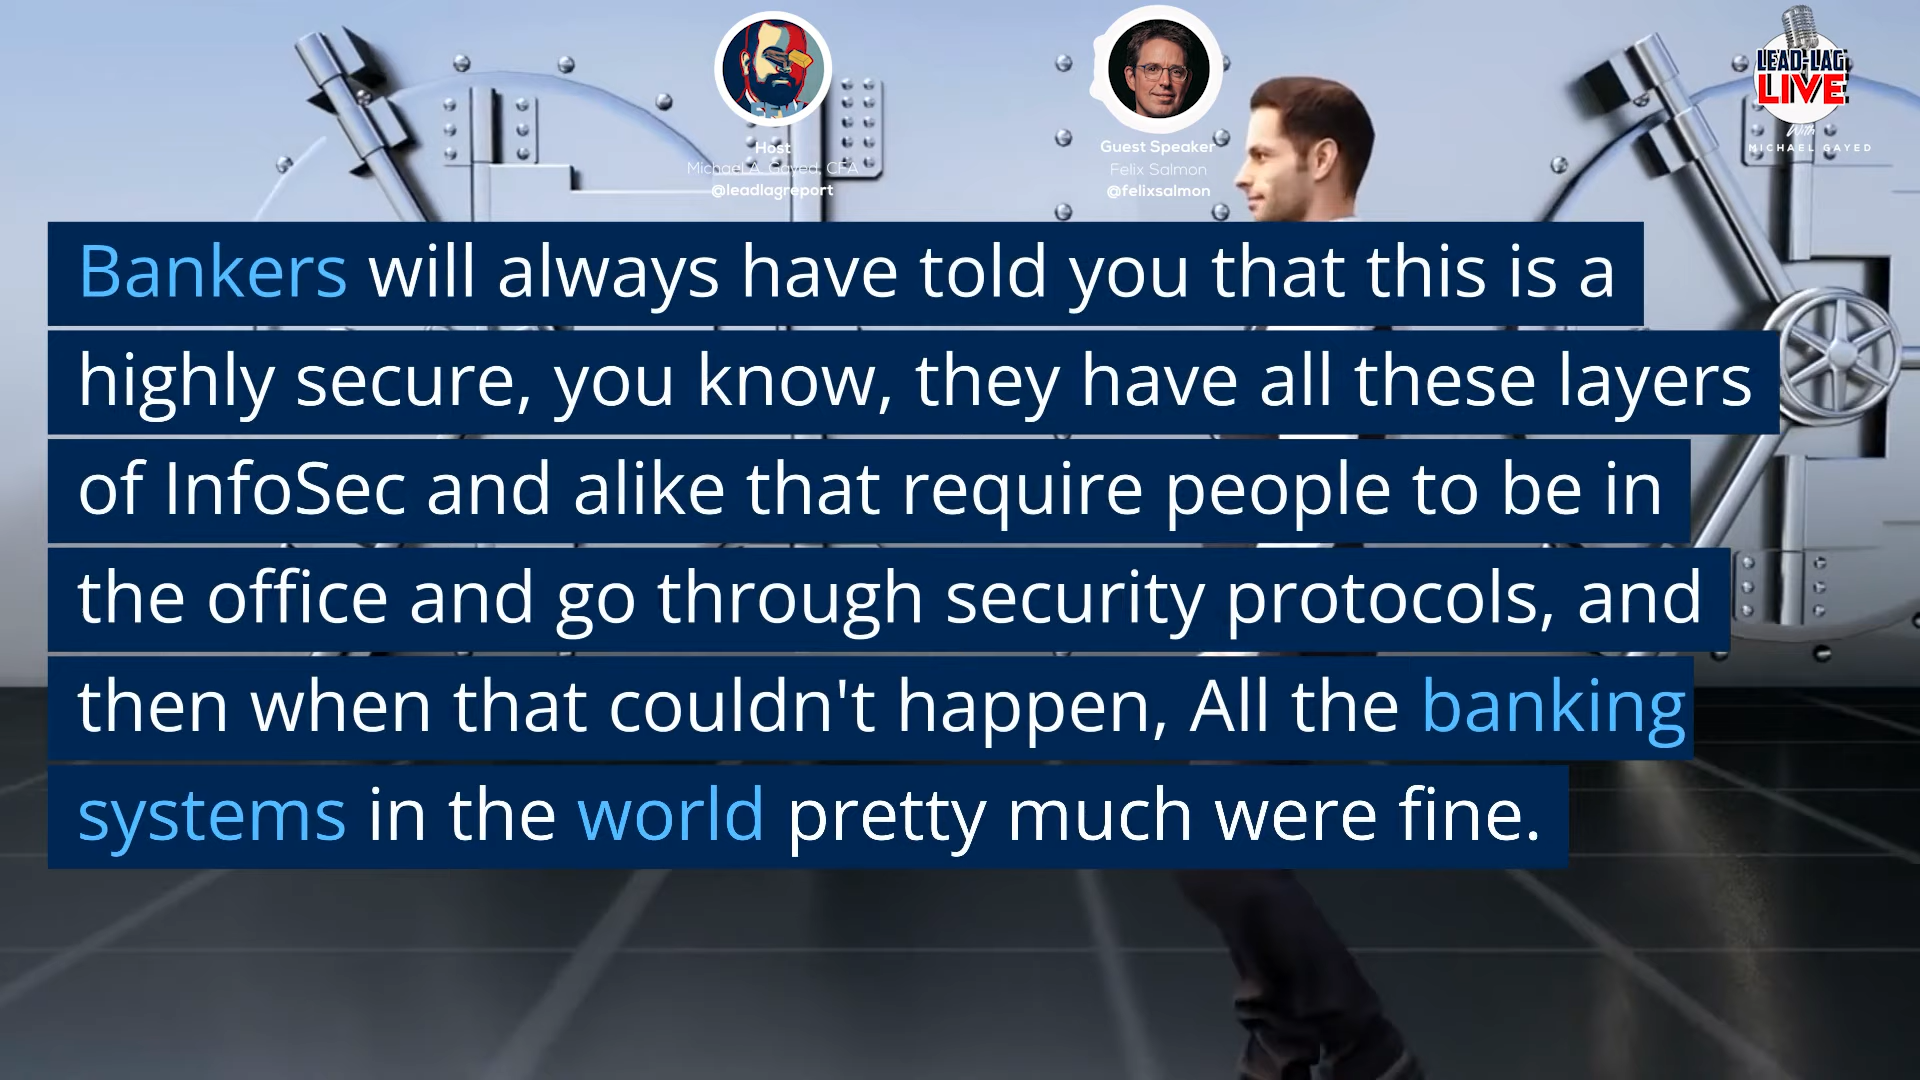 Host
Michael A. Gayed, CFA
@leadlagreport
Guest Speaker
Felix Salmon
@felixsalmon
LEAD-LAG
LIVE
With
MICHAEL GAYED
Bankers will always have told you that this is a
highly secure, you know, they have all these layers
of InfoSec and alike that require people to be in
the office and go through security protocols, and
then when that couldn't happen, All the banking
systems in the world pretty much were fine.